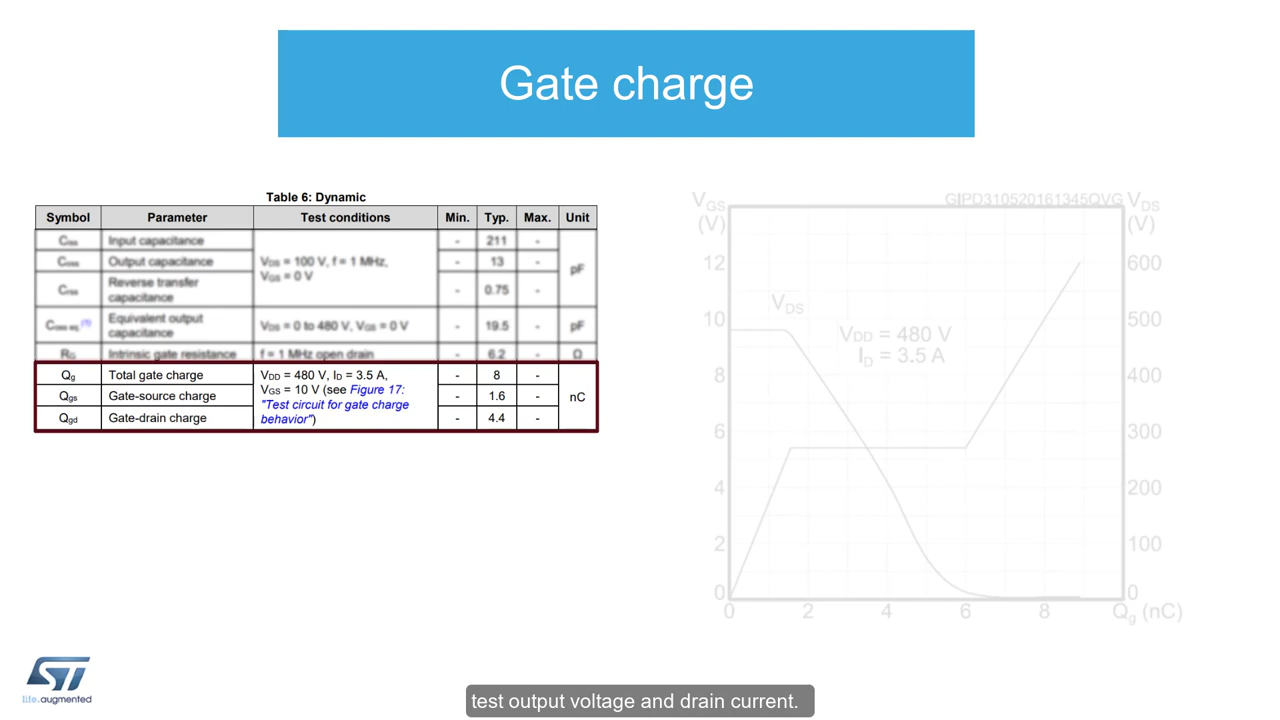 Gate charge
Table 6: Dynamic
Symbol Parameter Test conditions Min. Typ. Max. Unit
Ciss Input capacitance VDS = 100 V, f = 1 MHz, VGS = 0 V - 211 - pF
Coss Output capacitance - 13 -
Crss Reverse transfer capacitance - 0.75 -
Coss eq.(1) Equivalent output capacitance VDS = 0 to 480 V, VGS = 0 V - 19.5 - pF
RG Intrinsic gate resistance f = 1 MHz open drain - 6.2 - Ω
Qg Total gate charge VDD = 480 V, ID = 3.5 A, - 8 - nC
VGS = 10 V (see Figure 17:
Qgs Gate-source charge "Test circuit for gate charge - 1.6 -
Qgd Gate-drain charge behavior") - 4.4 -
VGS GIPD310520161345QVG VDS
(V) (V)
12 600
VDS
10 500
VDD = 480 V
ID = 3.5 A
8 400
6 300
4 200
2 100
0 0
0 2 4 6 8 Qg (nC)
ST
life.augmented
test output voltage and drain current.